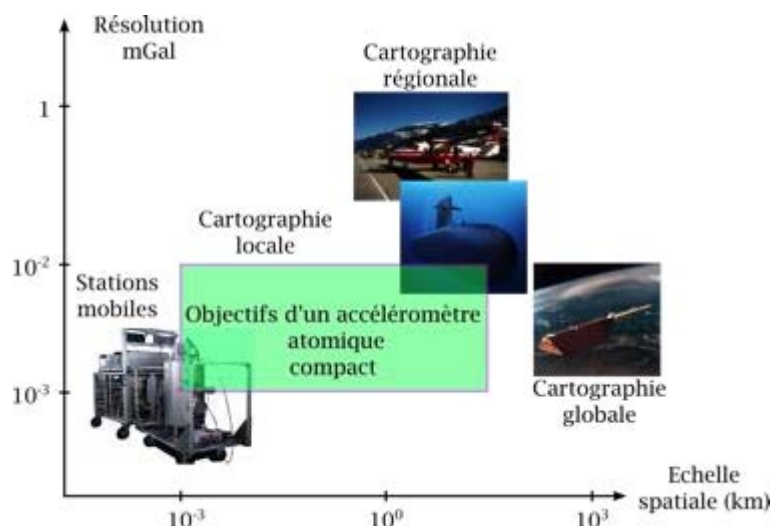 Résolution
mGal
Cartographie
régionale
1
Cartographie
locale
10⁻²
Stations
mobiles
Objectifs d'un accéléromètre
atomique
compact
10⁻³
Cartographie
globale
Echelle
spatiale (km)
10⁻³
10⁰
10³